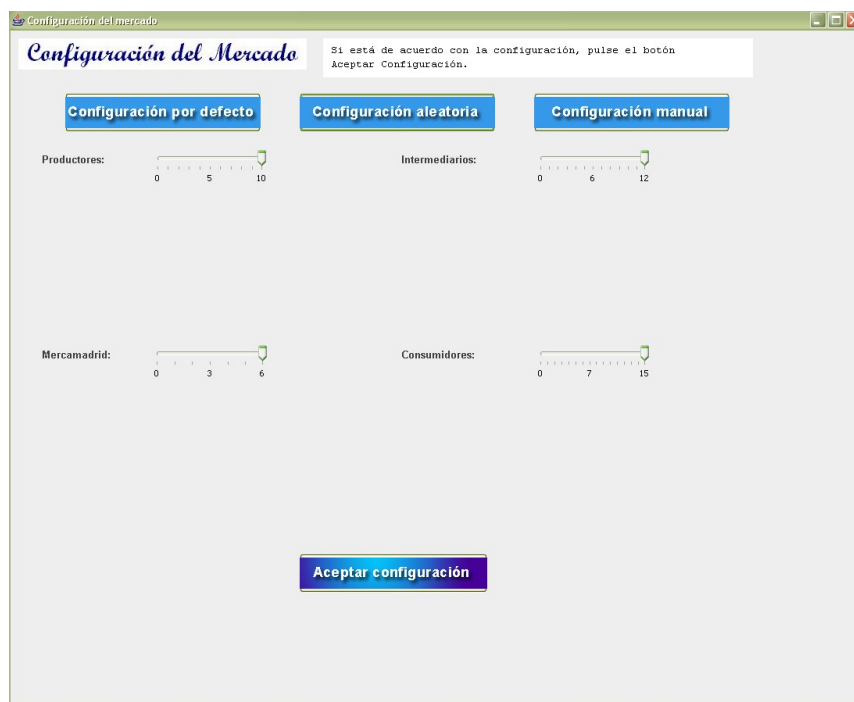 Configuración del mercado
Configuración del Mercado
Si está de acuerdo con la configuración, pulse el botón
Aceptar Configuración.
Configuración por defecto
Configuración aleatoria
Configuración manual
Productores:
0 5 10
Intermediarios:
0 6 12
Mercamadrid:
0 3 6
Consumidores:
0 7 15
Aceptar configuración